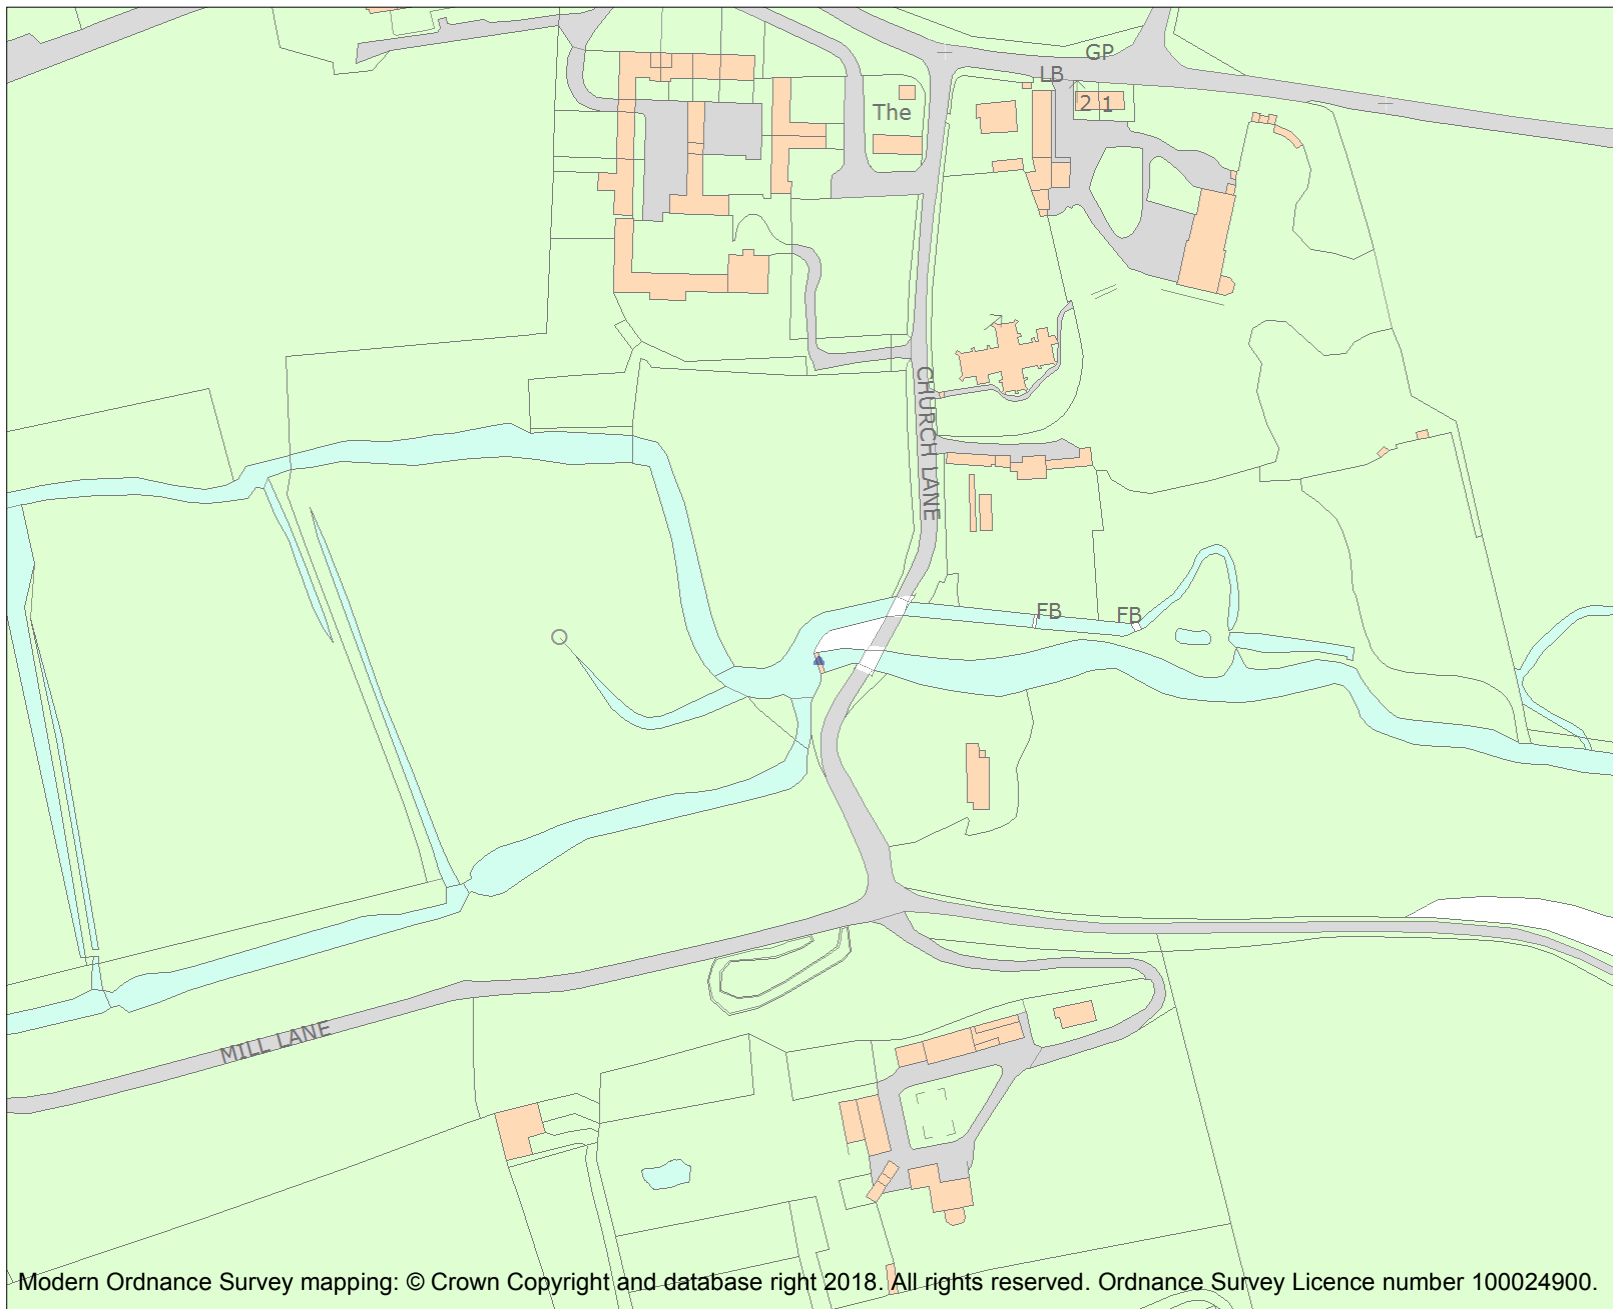 GP
LB
2 1
The
CHURCH LANE
FB
FB
MILL LANE
Modern Ordnance Survey mapping: © Crown Copyright and database right 2018. All rights reserved. Ordnance Survey Licence number 100024900.